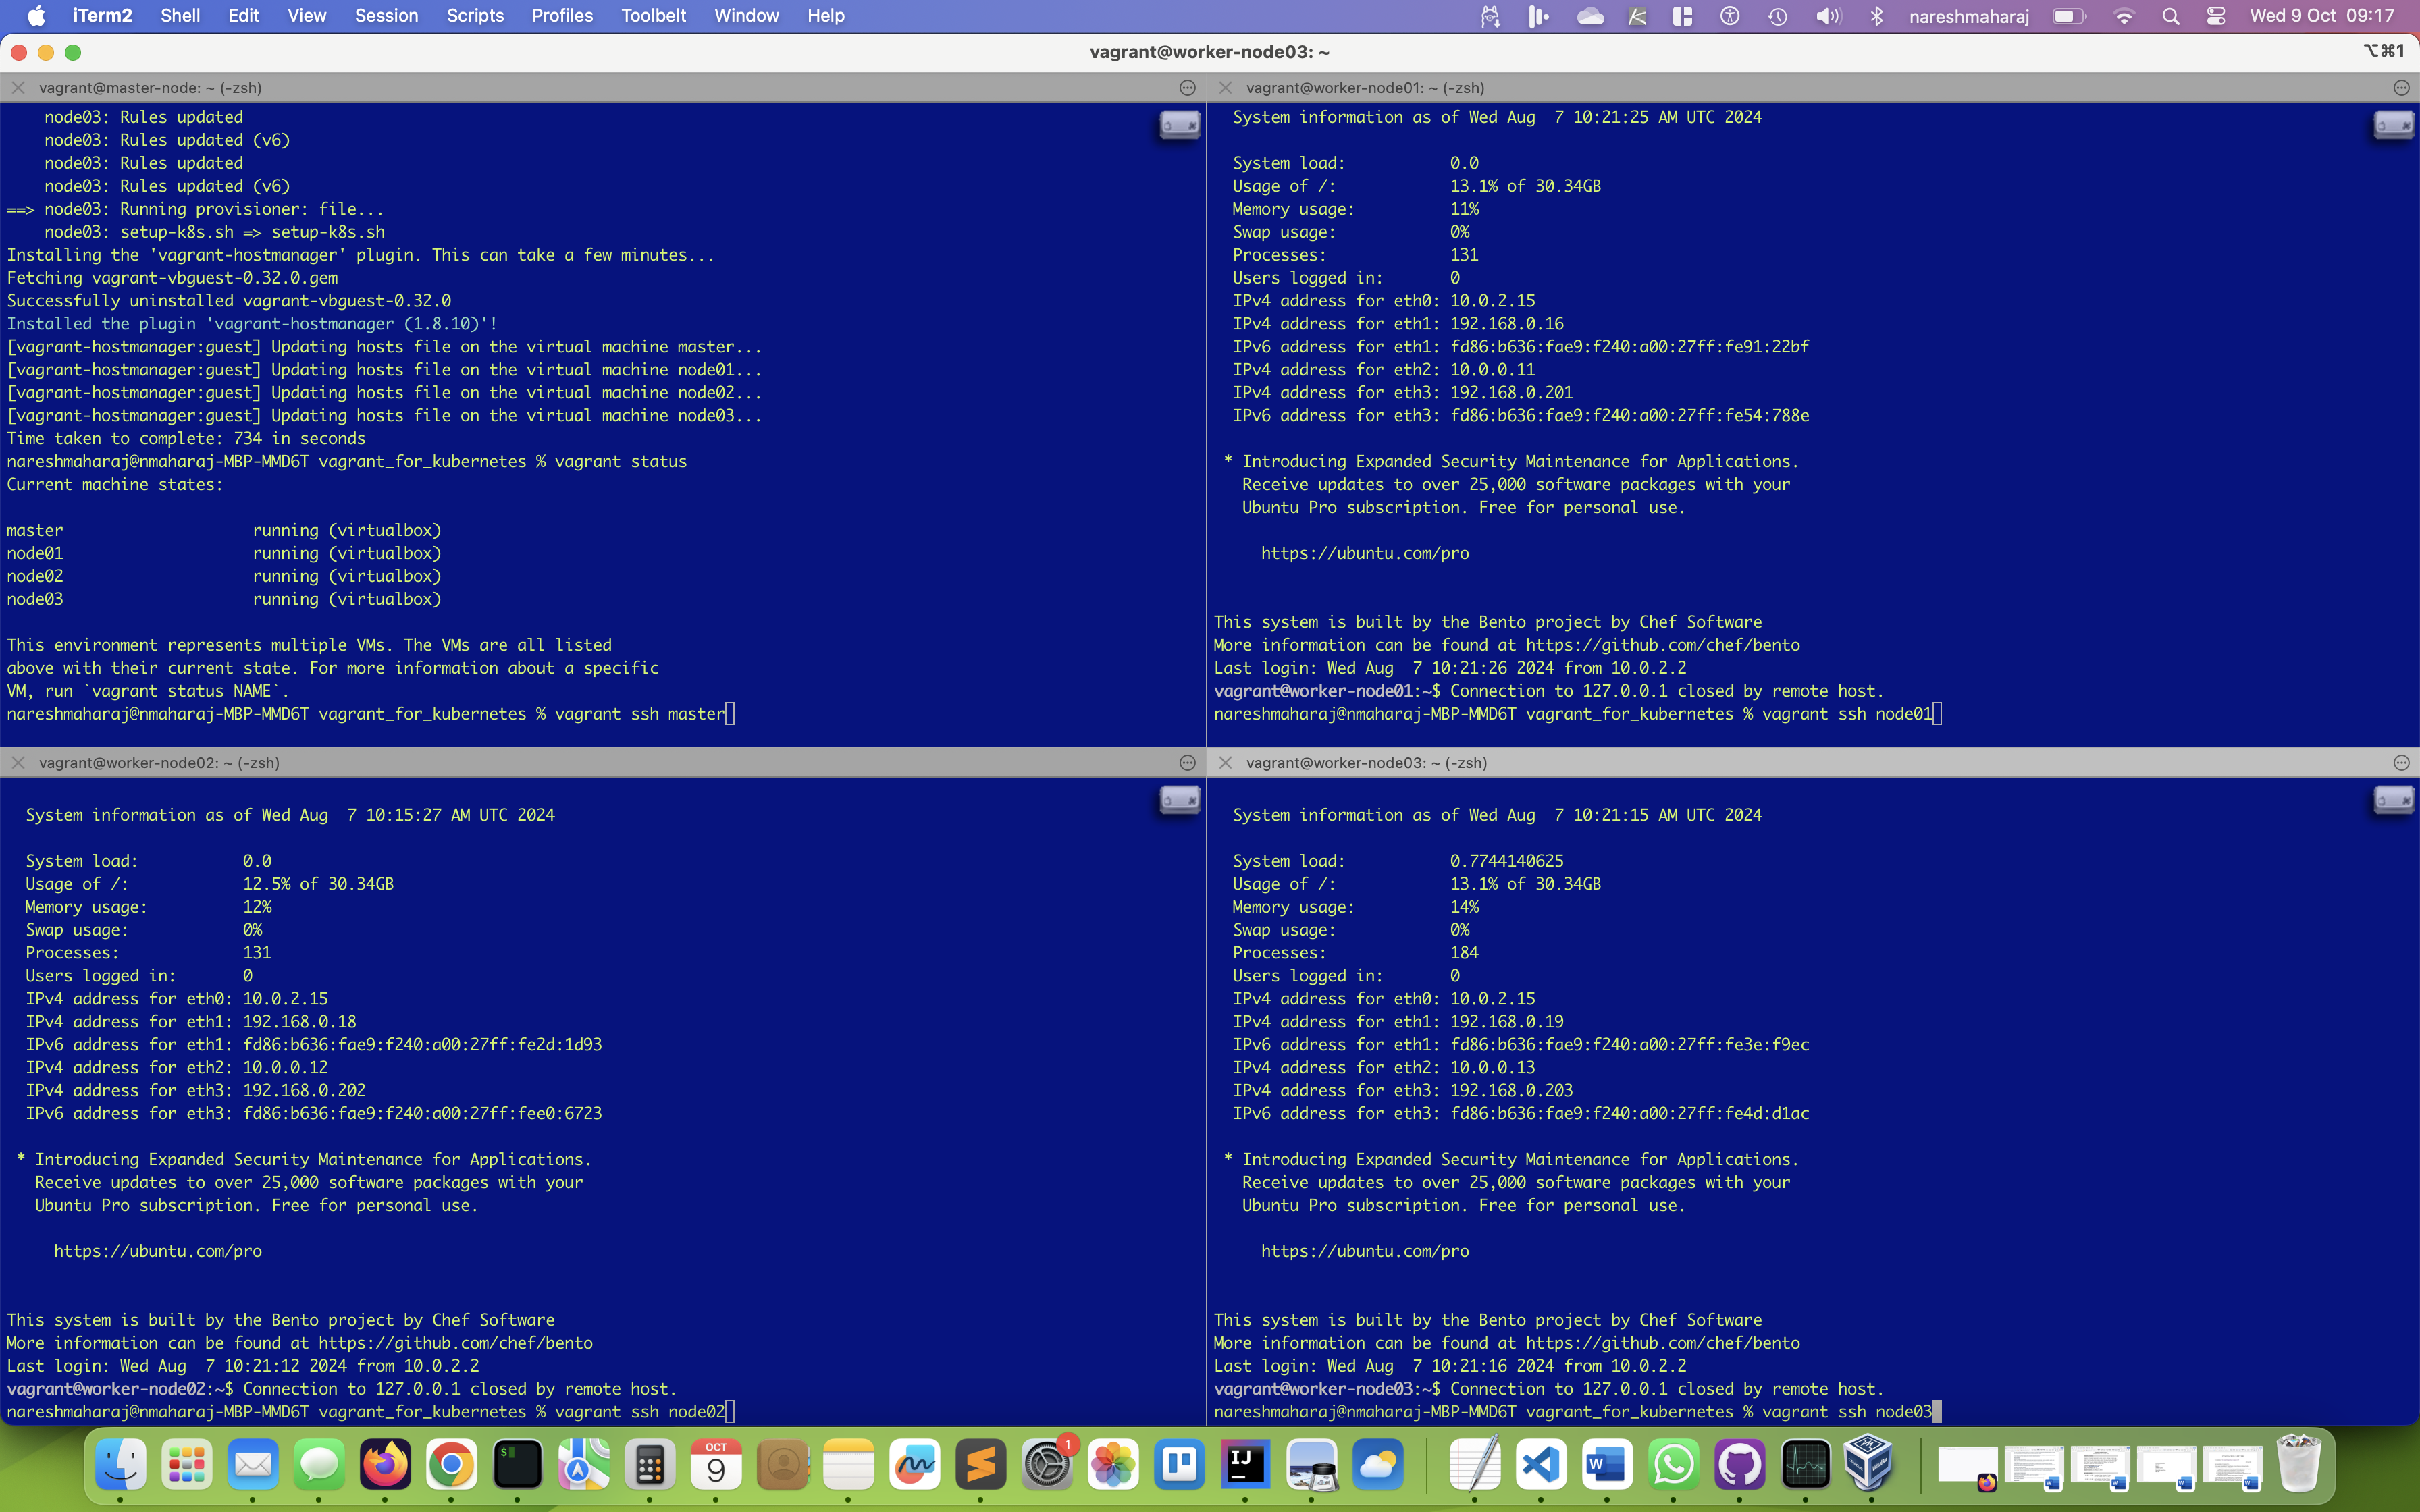 iTerm2 Shell Edit View Session Scripts Profiles Toolbelt Window Help nareshmaharaj Wed 9 Oct 09:17
vagrant@worker-node03: ~
⌥⌘1
vagrant@master-node: ~ (-zsh)
node03: Rules updated
node03: Rules updated (v6)
node03: Rules updated
node03: Rules updated (v6)
==> node03: Running provisioner: file...
node03: setup-k8s.sh => setup-k8s.sh
Installing the 'vagrant-hostmanager' plugin. This can take a few minutes...
Fetching vagrant-vbguest-0.32.0.gem
Successfully uninstalled vagrant-vbguest-0.32.0
Installed the plugin 'vagrant-hostmanager (1.8.10)'!
[vagrant-hostmanager:guest] Updating hosts file on the virtual machine master...
[vagrant-hostmanager:guest] Updating hosts file on the virtual machine node01...
[vagrant-hostmanager:guest] Updating hosts file on the virtual machine node02...
[vagrant-hostmanager:guest] Updating hosts file on the virtual machine node03...
Time taken to complete: 734 in seconds
nareshmaharaj@nmaharaj-MBP-MMD6T vagrant_for_kubernetes % vagrant status
Current machine states:
master running (virtualbox)
node01 running (virtualbox)
node02 running (virtualbox)
node03 running (virtualbox)
This environment represents multiple VMs. The VMs are all listed
above with their current state. For more information about a specific
VM, run `vagrant status NAME`.
nareshmaharaj@nmaharaj-MBP-MMD6T vagrant_for_kubernetes % vagrant ssh master
vagrant@worker-node01: ~ (-zsh)
System information as of Wed Aug  7 10:21:25 AM UTC 2024
System load: 0.0
Usage of /: 13.1% of 30.34GB
Memory usage: 11%
Swap usage: 0%
Processes: 131
Users logged in: 0
IPv4 address for eth0: 10.0.2.15
IPv4 address for eth1: 192.168.0.16
IPv6 address for eth1: fd86:b636:fae9:f240:a00:27ff:fe91:22bf
IPv4 address for eth2: 10.0.0.11
IPv4 address for eth3: 192.168.0.201
IPv6 address for eth3: fd86:b636:fae9:f240:a00:27ff:fe54:788e
* Introducing Expanded Security Maintenance for Applications.
Receive updates to over 25,000 software packages with your
Ubuntu Pro subscription. Free for personal use.
https://ubuntu.com/pro
This system is built by the Bento project by Chef Software
More information can be found at https://github.com/chef/bento
Last login: Wed Aug  7 10:21:26 2024 from 10.0.2.2
vagrant@worker-node01:~$ Connection to 127.0.0.1 closed by remote host.
nareshmaharaj@nmaharaj-MBP-MMD6T vagrant_for_kubernetes % vagrant ssh node01
vagrant@worker-node02: ~ (-zsh)
System information as of Wed Aug  7 10:15:27 AM UTC 2024
System load: 0.0
Usage of /: 12.5% of 30.34GB
Memory usage: 12%
Swap usage: 0%
Processes: 131
Users logged in: 0
IPv4 address for eth0: 10.0.2.15
IPv4 address for eth1: 192.168.0.18
IPv6 address for eth1: fd86:b636:fae9:f240:a00:27ff:fe2d:1d93
IPv4 address for eth2: 10.0.0.12
IPv4 address for eth3: 192.168.0.202
IPv6 address for eth3: fd86:b636:fae9:f240:a00:27ff:fee0:6723
* Introducing Expanded Security Maintenance for Applications.
Receive updates to over 25,000 software packages with your
Ubuntu Pro subscription. Free for personal use.
https://ubuntu.com/pro
This system is built by the Bento project by Chef Software
More information can be found at https://github.com/chef/bento
Last login: Wed Aug  7 10:21:12 2024 from 10.0.2.2
vagrant@worker-node02:~$ Connection to 127.0.0.1 closed by remote host.
nareshmaharaj@nmaharaj-MBP-MMD6T vagrant_for_kubernetes % vagrant ssh node02
vagrant@worker-node03: ~ (-zsh)
System information as of Wed Aug  7 10:21:15 AM UTC 2024
System load: 0.7744140625
Usage of /: 13.1% of 30.34GB
Memory usage: 14%
Swap usage: 0%
Processes: 184
Users logged in: 0
IPv4 address for eth0: 10.0.2.15
IPv4 address for eth1: 192.168.0.19
IPv6 address for eth1: fd86:b636:fae9:f240:a00:27ff:fe3e:f9ec
IPv4 address for eth2: 10.0.0.13
IPv4 address for eth3: 192.168.0.203
IPv6 address for eth3: fd86:b636:fae9:f240:a00:27ff:fe4d:d1ac
* Introducing Expanded Security Maintenance for Applications.
Receive updates to over 25,000 software packages with your
Ubuntu Pro subscription. Free for personal use.
https://ubuntu.com/pro
This system is built by the Bento project by Chef Software
More information can be found at https://github.com/chef/bento
Last login: Wed Aug  7 10:21:16 2024 from 10.0.2.2
vagrant@worker-node03:~$ Connection to 127.0.0.1 closed by remote host.
nareshmaharaj@nmaharaj-MBP-MMD6T vagrant_for_kubernetes % vagrant ssh node03
OCT
9
1
IJ
W